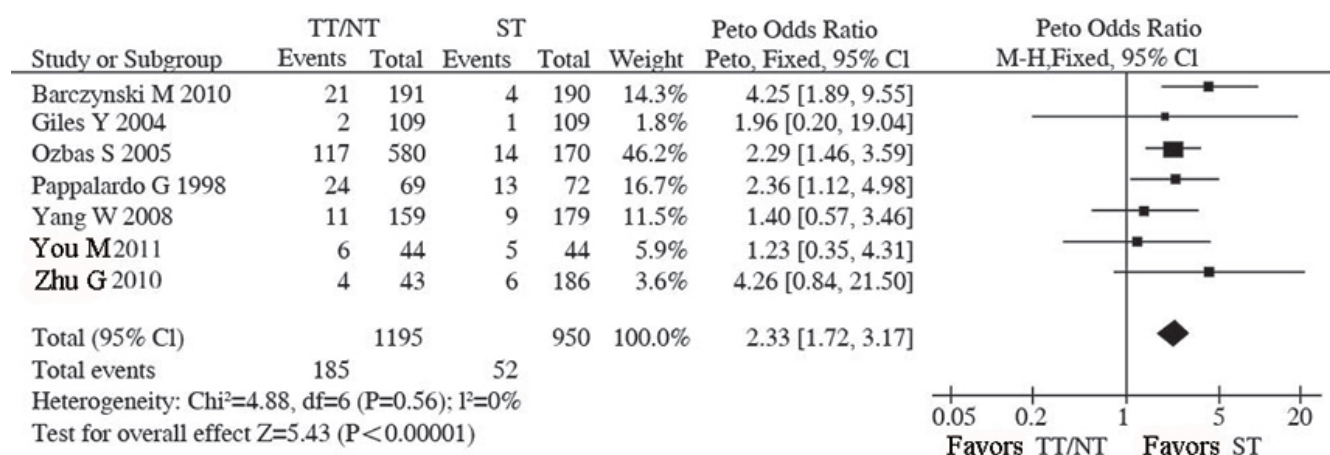 TT/NT ST Peto Odds Ratio Peto Odds Ratio
Study or Subgroup Events Total Events Total Weight Peto, Fixed, 95% Cl M-H,Fixed, 95% Cl
Barczynski M 2010 21 191 4 190 14.3% 4.25 [1.89, 9.55]
Giles Y 2004 2 109 1 109 1.8% 1.96 [0.20, 19.04]
Ozbas S 2005 117 580 14 170 46.2% 2.29 [1.46, 3.59]
Pappalardo G 1998 24 69 13 72 16.7% 2.36 [1.12, 4.98]
Yang W 2008 11 159 9 179 11.5% 1.40 [0.57, 3.46]
You M2011 6 44 5 44 5.9% 1.23 [0.35, 4.31]
Zhu G 2010 4 43 6 186 3.6% 4.26 [0.84, 21.50]
Total (95% Cl) 1195 950 100.0% 2.33 [1.72, 3.17]
Total events 185 52
Heterogeneity: Chi²=4.88, df=6 (P=0.56); I²=0%
Test for overall effect Z=5.43 (P<0.00001)
0.05 0.2 1 5 20
Favors TT/NT Favors ST